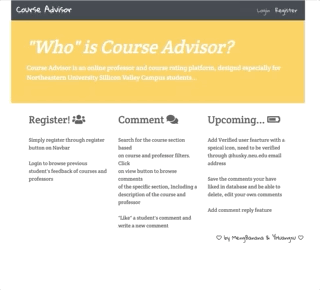 Course Advisor
Login Register
"Who" is Course Advisor?
Course Advisor is an online professor and course rating platform, designed especially for
Northeastern University Silicon Valley Campus students..
Register!
Simply register through register
button on Navbar
Login to browse previous
student's feedback of courses and
professors
Comment
Search for the course section
based
on course and professor filters.
Click
on view button to browse
comments
of the specific section, including a
description of the course and
professor
"Like" a student's comment and
write a new comment
Upcoming...
Add Verified user fearture with a
speical icon, need to be verified
through @husky.neu.edu email
address
Save the comments your have
liked in database and be able to
delete, edit your own comments
Add comment reply feature
by MengBanana &